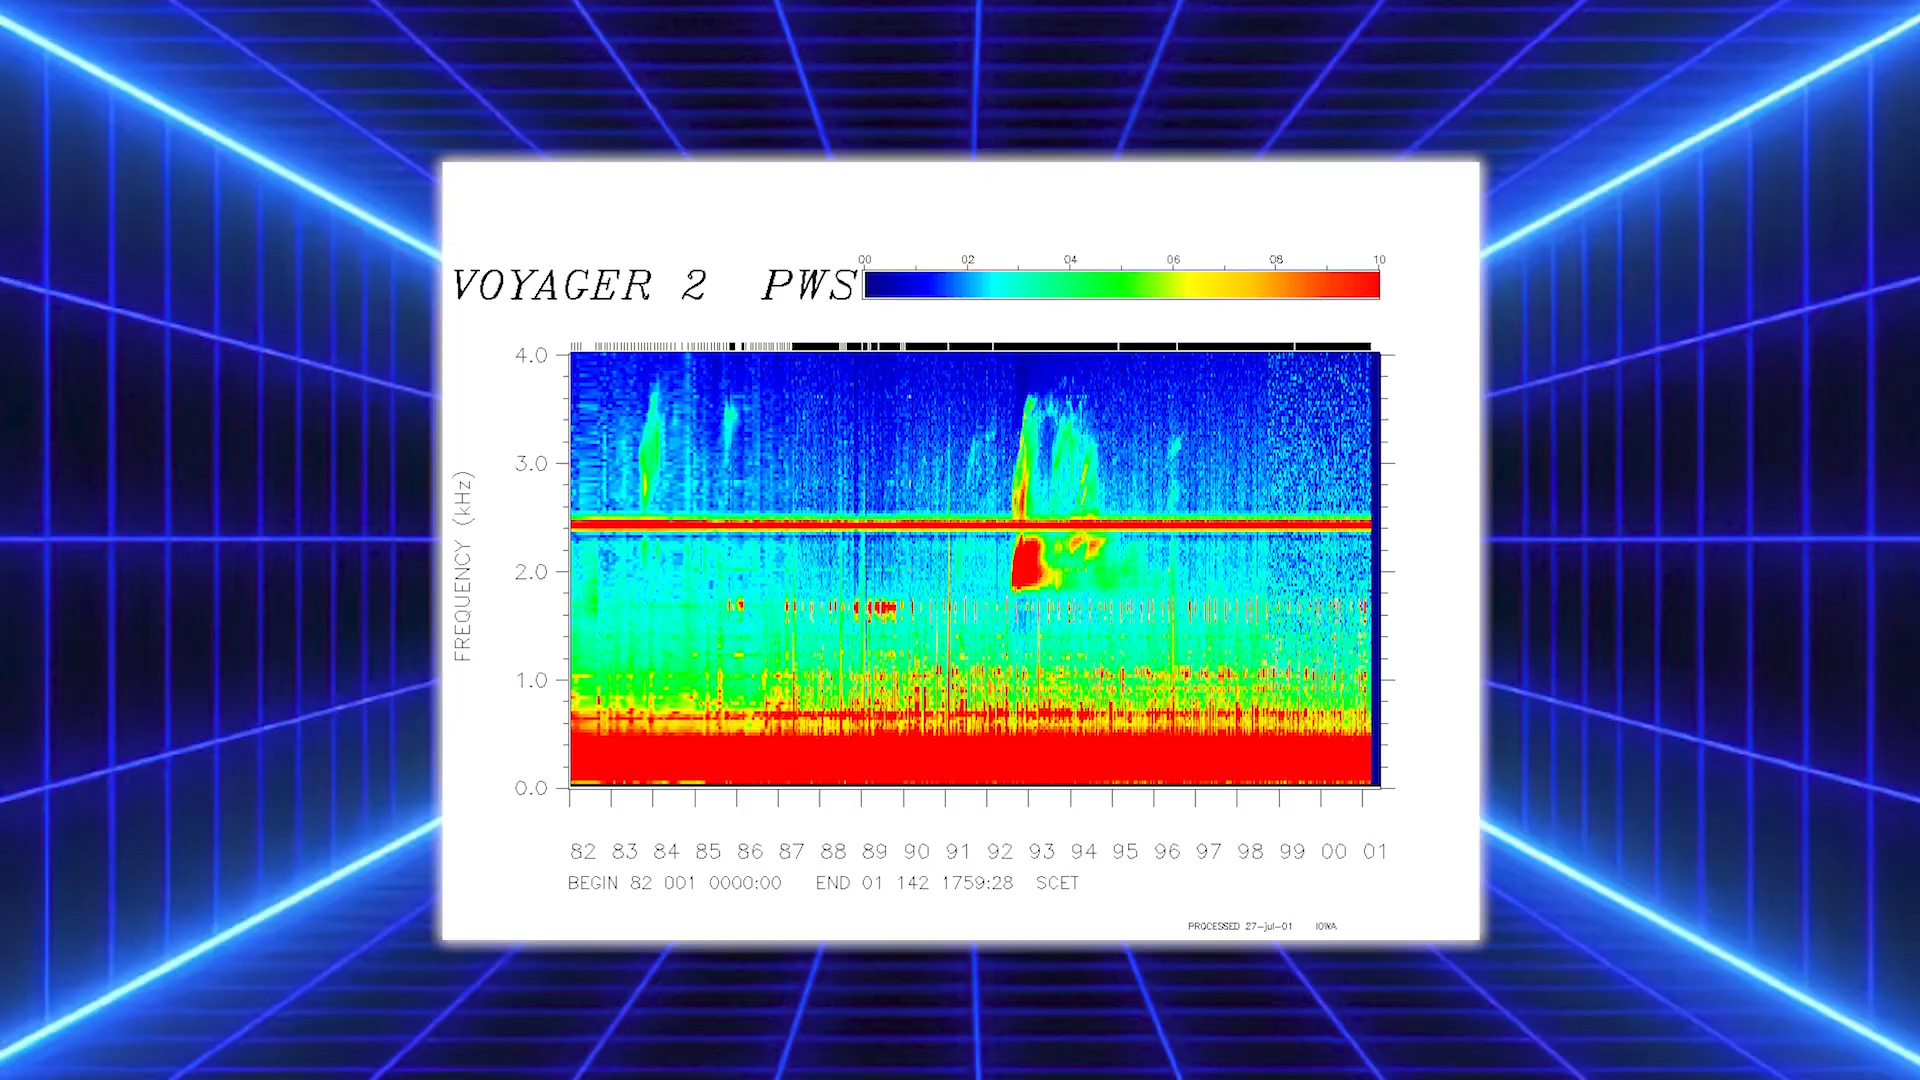 00 02 04 06 08 10
VOYAGER 2 PWS
4.0
3.0
2.0
1.0
0.0
FREQUENCY (kHz)
82 83 84 85 86 87 88 89 90 91 92 93 94 95 96 97 98 99 00 01
BEGIN 82 001 0000:00 END 01 142 1759:28 SCET
PROCESSED 27-jul-01 IOWA